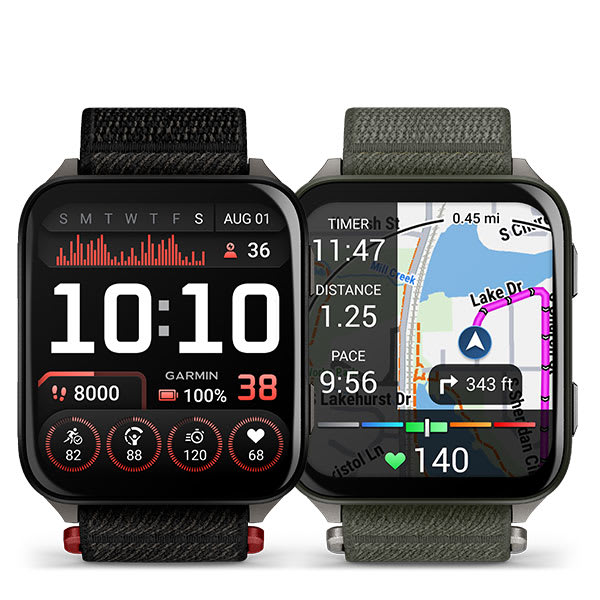 S M T W T F S AUG 01
36
10:10
GARMIN
8000
100%
38
82 88 120 68
TIMER
11:47
DISTANCE
1.25
PACE
9:56
0.45 mi
Mill Creek
Lake Dr
343 ft
Lakehurst Dr
140